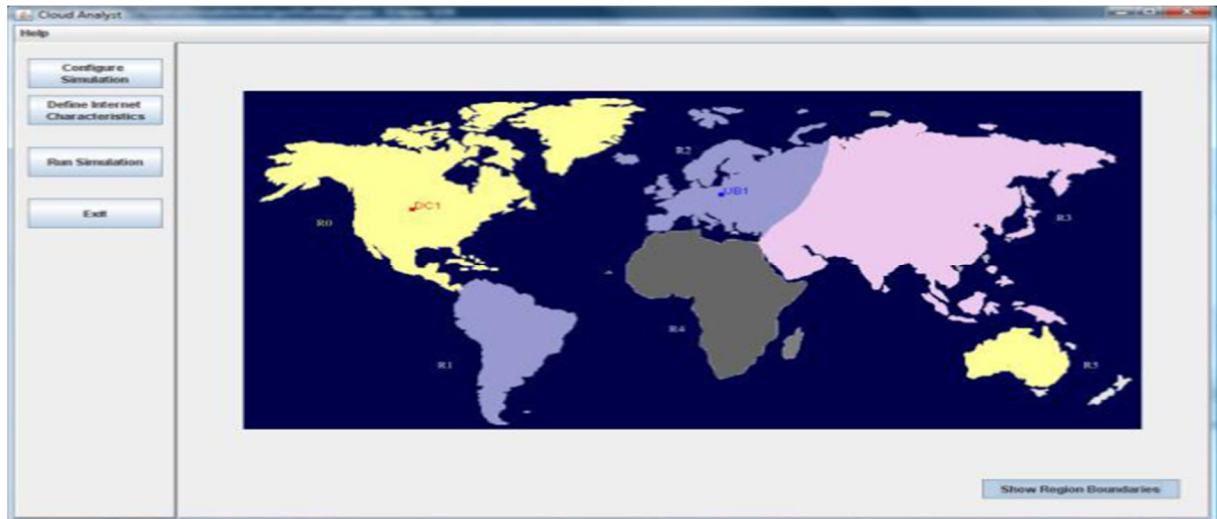 Cloud Analyst
Help
Configure
Simulation
Define Internet
Characteristics
Run Simulation
Exit
R2
UB1
DC1
R0
R3
R4
R1
R5
Show Region Boundaries